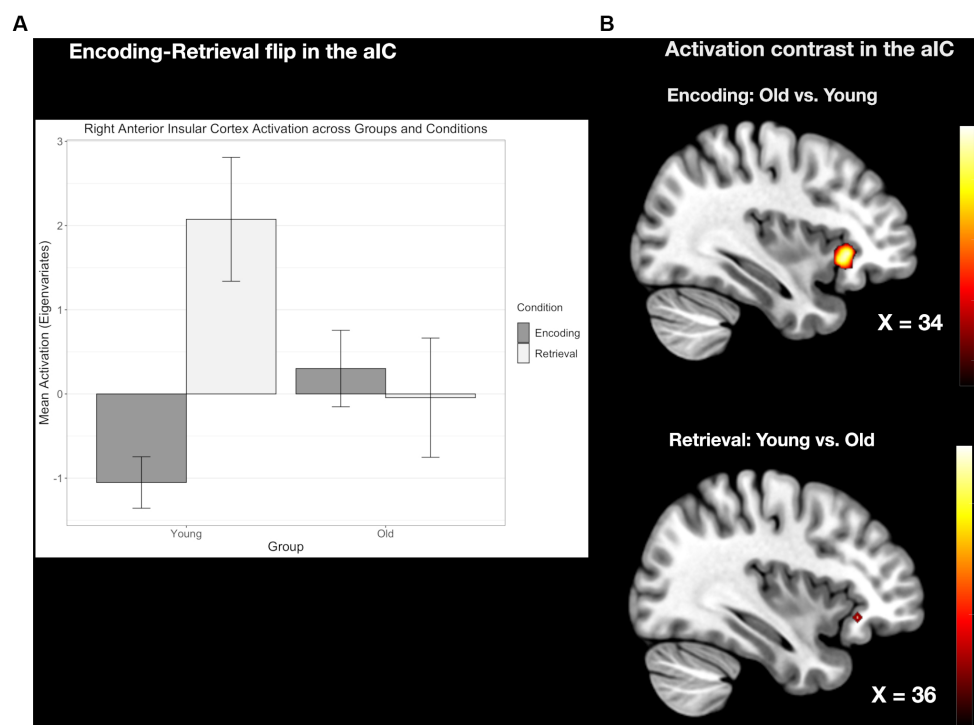 A
Encoding-Retrieval flip in the aIC
Right Anterior Insular Cortex Activation across Groups and Conditions
Mean Activation (Eigenvariates)
3
2
1
0
-1
Young
Old
Group
Condition
Encoding
Retrieval
B
Activation contrast in the aIC
Encoding: Old vs. Young
X = 34
Retrieval: Young vs. Old
X = 36